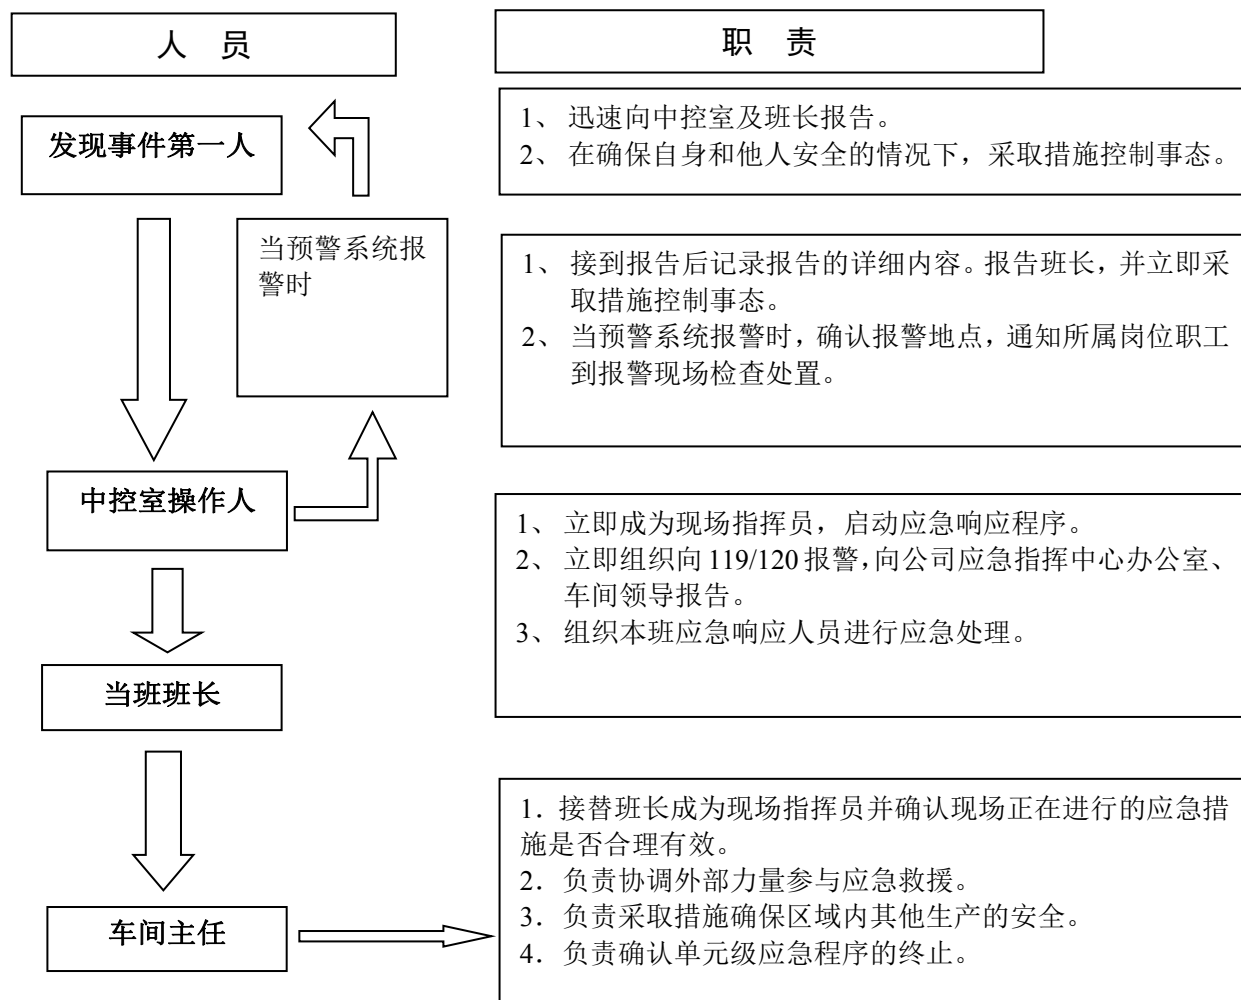 人 员
职 责
发现事件第一人
1、 迅速向中控室及班长报告。
2、 在确保自身和他人安全的情况下，采取措施控制事态。
当预警系统报
警时
1、 接到报告后记录报告的详细内容。报告班长，并立即采
取措施控制事态。
2、 当预警系统报警时，确认报警地点，通知所属岗位职工
到报警现场检查处置。
中控室操作人
1、 立即成为现场指挥员，启动应急响应程序。
2、 立即组织向 119/120 报警，向公司应急指挥中心办公室、
车间领导报告。
3、 组织本班应急响应人员进行应急处理。
当班班长
1．接替班长成为现场指挥员并确认现场正在进行的应急措
施是否合理有效。
2．负责协调外部力量参与应急救援。
3．负责采取措施确保区域内其他生产的安全。
4．负责确认单元级应急程序的终止。
车间主任